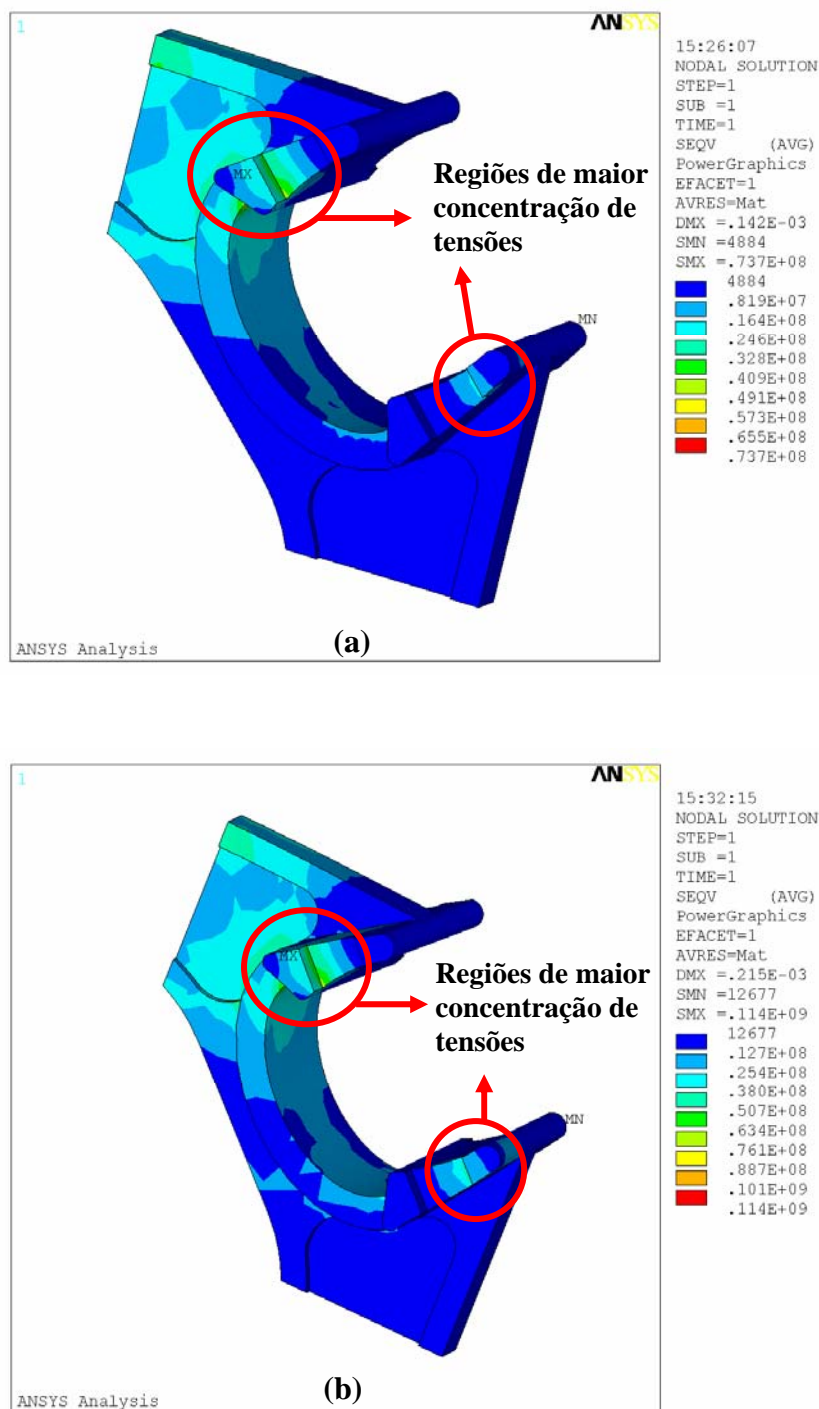 1
ANSYS
15:26:07
NODAL SOLUTION
STEP=1
SUB =1
TIME=1
SEQV (AVG)
PowerGraphics
EFACET=1
AVRES=Mat
DMX =.142E-03
SMN =4884
SMX =.737E+08
4884
.819E+07
.164E+08
.246E+08
.328E+08
.409E+08
.491E+08
.573E+08
.655E+08
.737E+08
MX
Regiões de maior
concentração de
tensões
MN
(a)
ANSYS Analysis
1
ANSYS
15:32:15
NODAL SOLUTION
STEP=1
SUB =1
TIME=1
SEQV (AVG)
PowerGraphics
EFACET=1
AVRES=Mat
DMX =.215E-03
SMN =12677
SMX =.114E+09
12677
.127E+08
.254E+08
.380E+08
.507E+08
.634E+08
.761E+08
.887E+08
.101E+09
.114E+09
MX
Regiões de maior
concentração de
tensões
MN
(b)
ANSYS Analysis